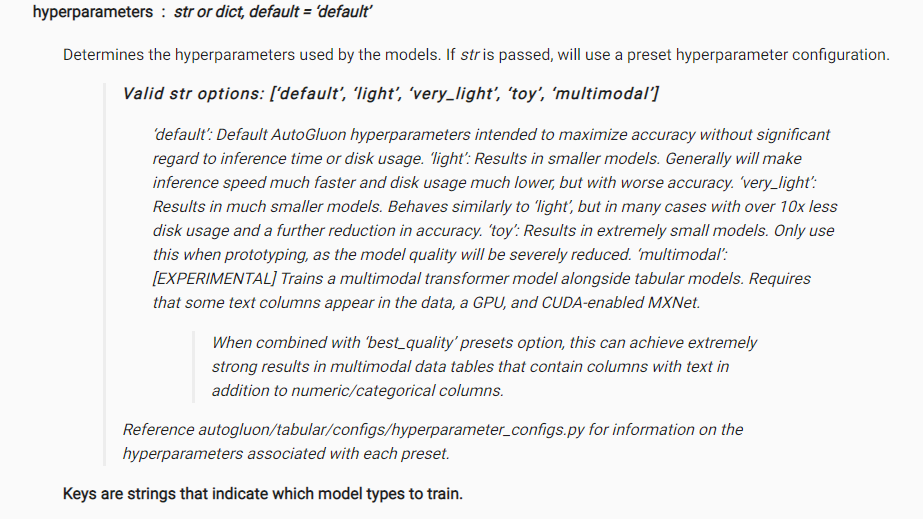 hyperparameters : str or dict, default = ‘default’
Determines the hyperparameters used by the models. If str is passed, will use a preset hyperparameter configuration.
Valid str options: [‘default’, ‘light’, ‘very_light’, ‘toy’, ‘multimodal’]
‘default’: Default AutoGluon hyperparameters intended to maximize accuracy without significant
regard to inference time or disk usage. ‘light’: Results in smaller models. Generally will make
inference speed much faster and disk usage much lower, but with worse accuracy. ‘very_light’:
Results in much smaller models. Behaves similarly to ‘light’, but in many cases with over 10x less
disk usage and a further reduction in accuracy. ‘toy’: Results in extremely small models. Only use
this when prototyping, as the model quality will be severely reduced. ‘multimodal’:
[EXPERIMENTAL] Trains a multimodal transformer model alongside tabular models. Requires
that some text columns appear in the data, a GPU, and CUDA-enabled MXNet.
When combined with ‘best_quality’ presets option, this can achieve extremely
strong results in multimodal data tables that contain columns with text in
addition to numeric/categorical columns.
Reference autogluon/tabular/configs/hyperparameter_configs.py for information on the
hyperparameters associated with each preset.
Keys are strings that indicate which model types to train.